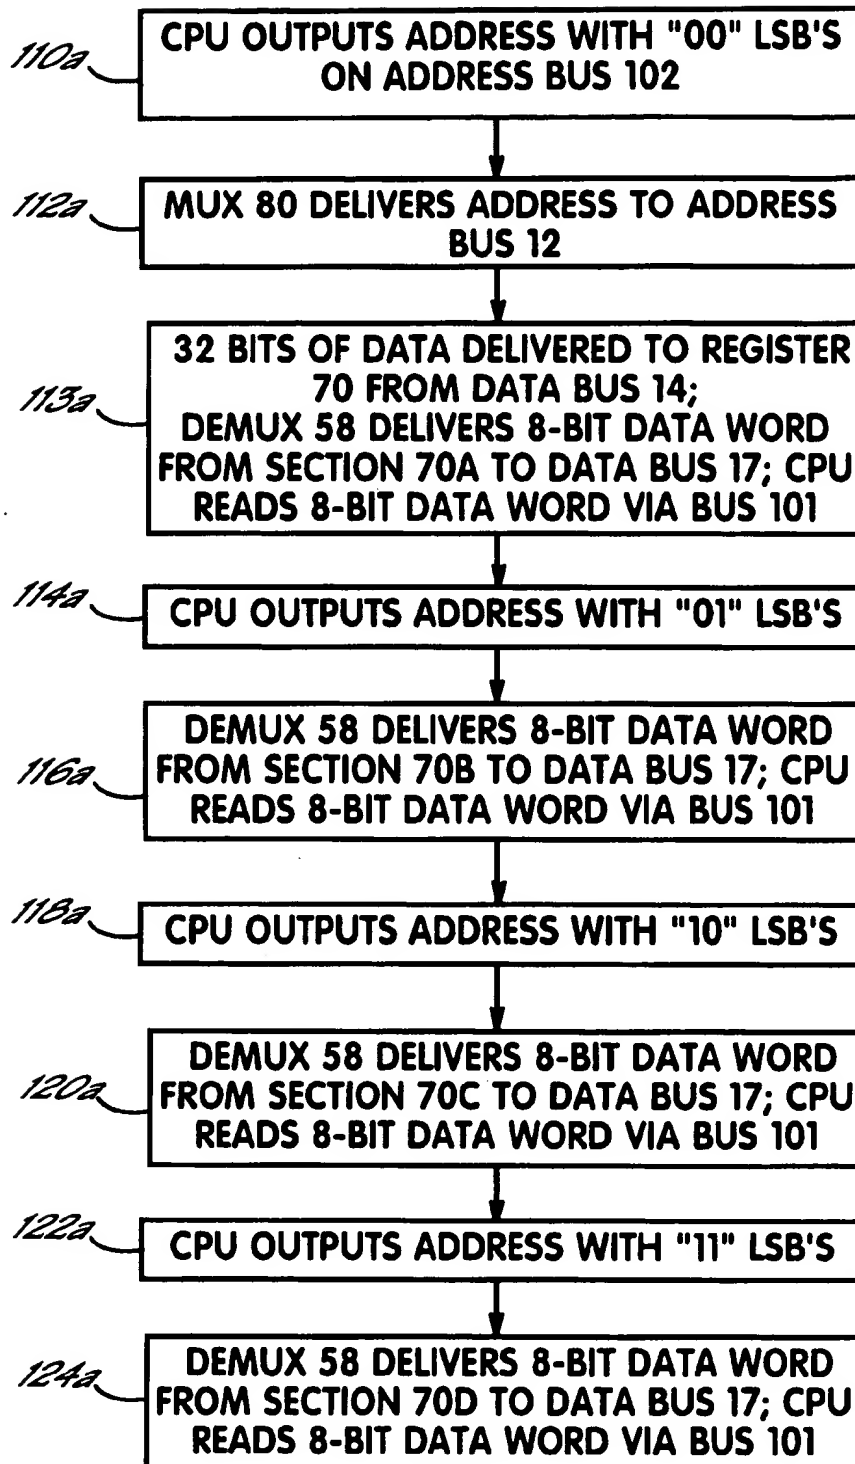 110a
CPU OUTPUTS ADDRESS WITH "00" LSB'S
ON ADDRESS BUS 102
112a
MUX 80 DELIVERS ADDRESS TO ADDRESS
BUS 12
113a
32 BITS OF DATA DELIVERED TO REGISTER
70 FROM DATA BUS 14;
DEMUX 58 DELIVERS 8-BIT DATA WORD
FROM SECTION 70A TO DATA BUS 17; CPU
READS 8-BIT DATA WORD VIA BUS 101
114a
CPU OUTPUTS ADDRESS WITH "01" LSB'S
116a
DEMUX 58 DELIVERS 8-BIT DATA WORD
FROM SECTION 70B TO DATA BUS 17; CPU
READS 8-BIT DATA WORD VIA BUS 101
118a
CPU OUTPUTS ADDRESS WITH "10" LSB'S
120a
DEMUX 58 DELIVERS 8-BIT DATA WORD
FROM SECTION 70C TO DATA BUS 17; CPU
READS 8-BIT DATA WORD VIA BUS 101
122a
CPU OUTPUTS ADDRESS WITH "11" LSB'S
124a
DEMUX 58 DELIVERS 8-BIT DATA WORD
FROM SECTION 70D TO DATA BUS 17; CPU
READS 8-BIT DATA WORD VIA BUS 101